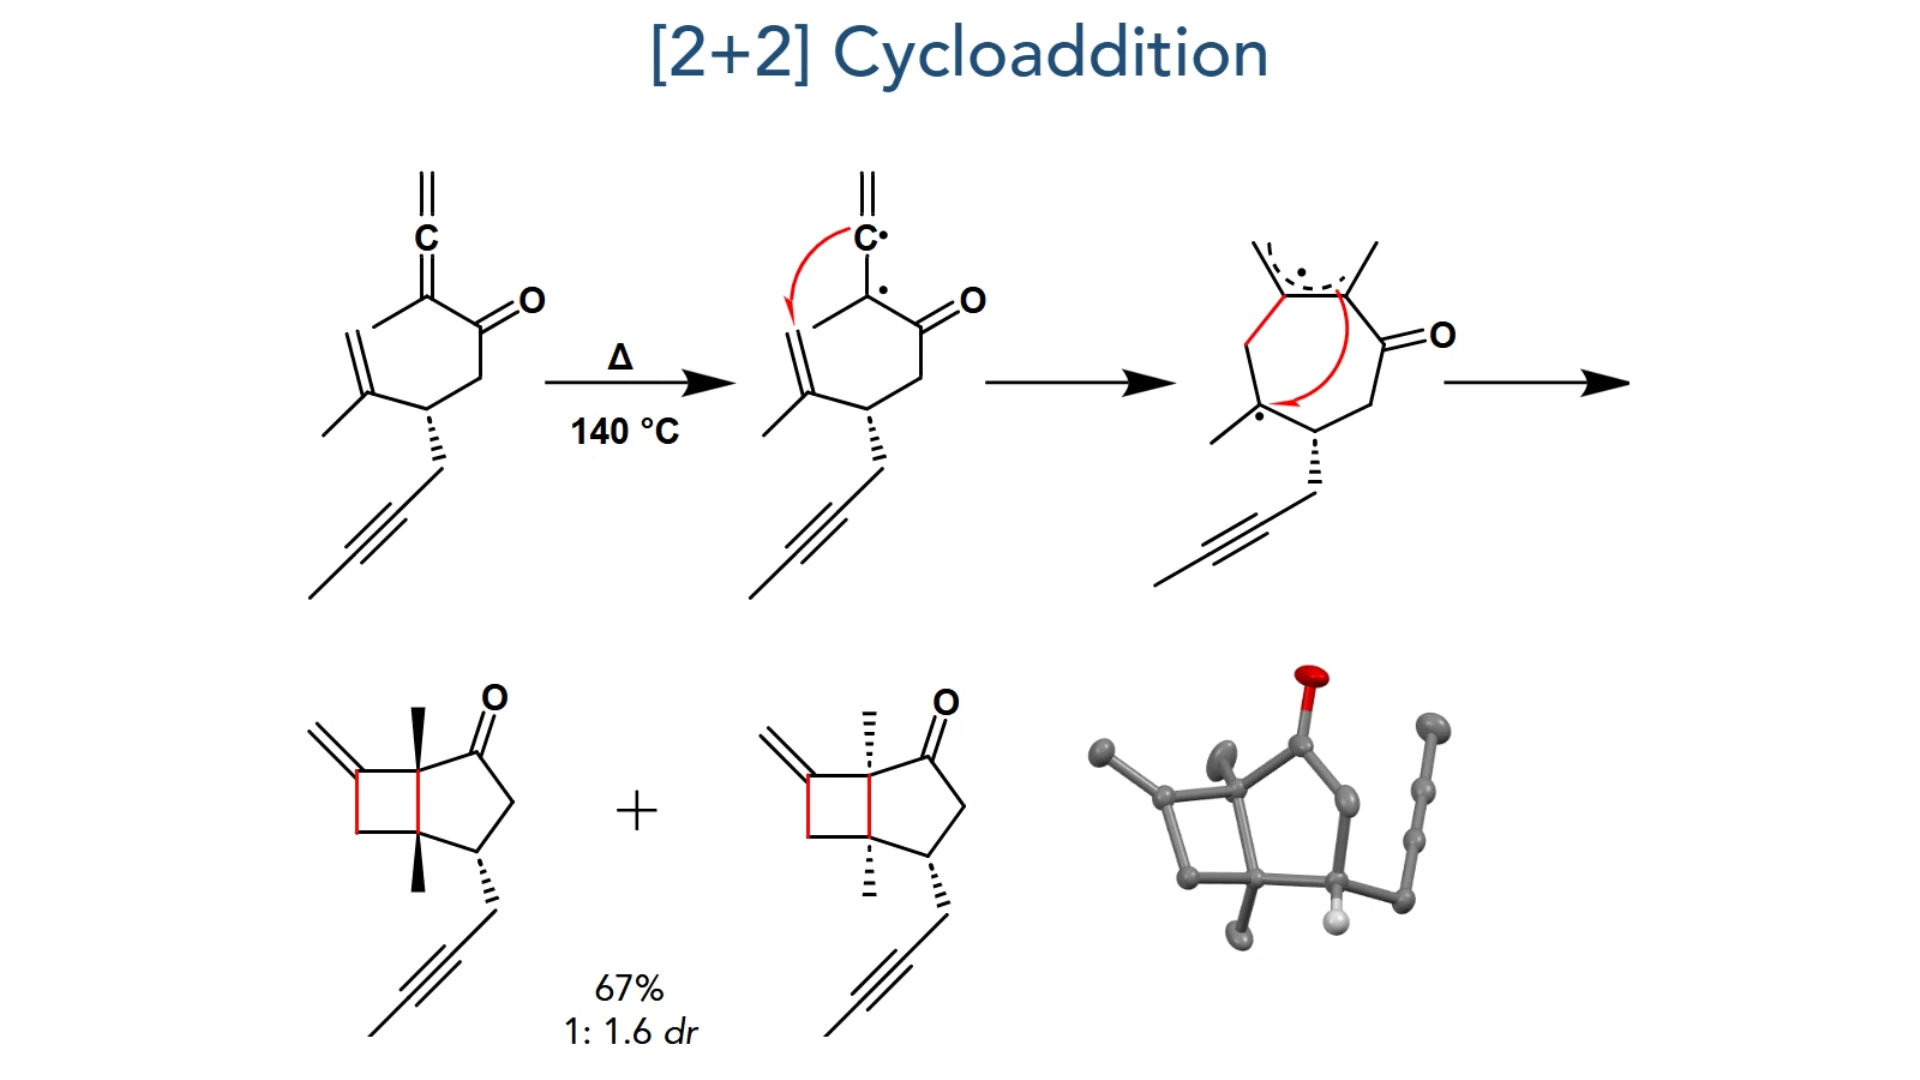 [2+2] Cycloaddition
C
O
Δ
140 °C
C•
O
O
O
O
67%
1: 1.6 dr